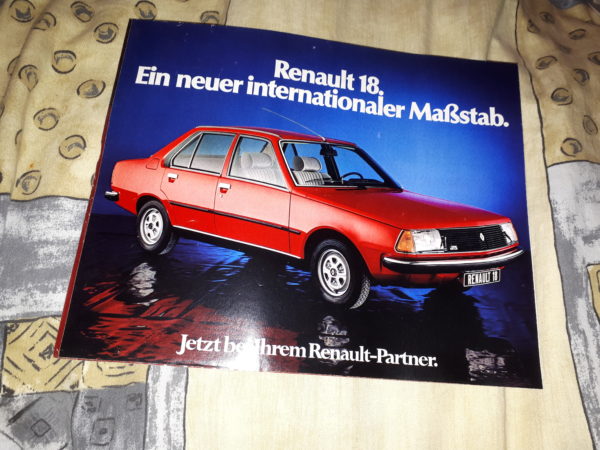 Renault 18.
Ein neuer internationaler Maßstab.
RENAULT 18
Jetzt bei Ihrem Renault-Partner.